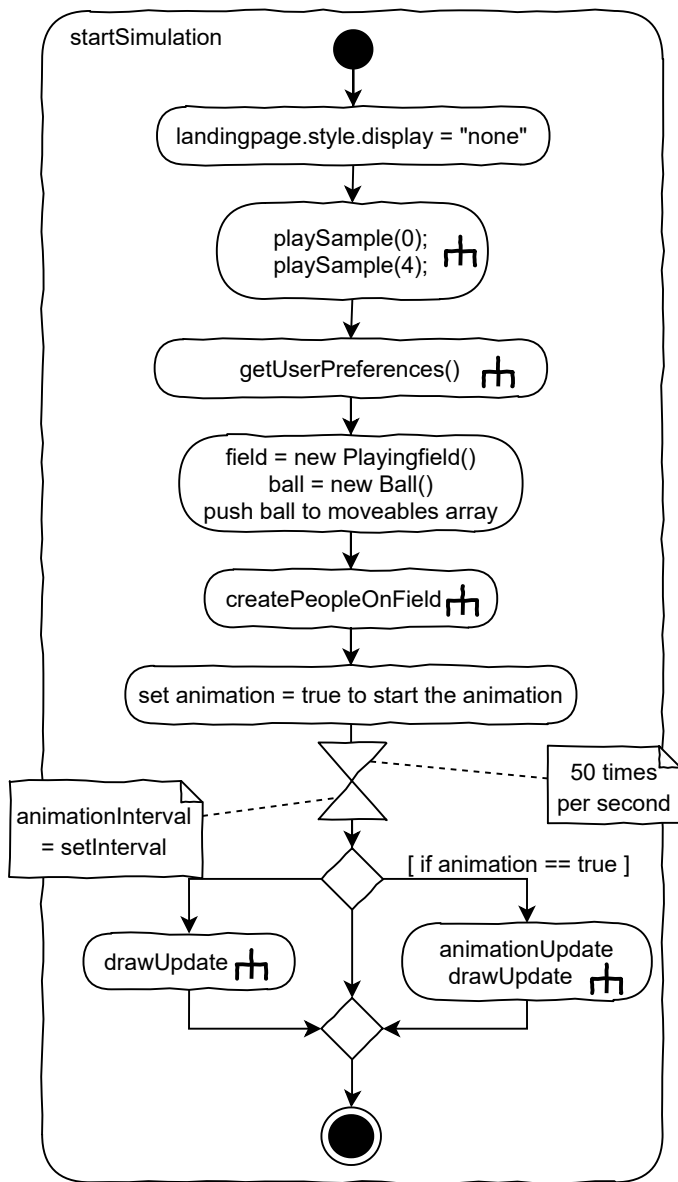 startSimulation
landingpage.style.display = "none"
playSample(0);
playSample(4);
getUserPreferences()
field = new Playingfield()
ball = new Ball()
push ball to moveables array
createPeopleOnField
set animation = true to start the animation
50 times
per second
animationInterval
= setInterval
[ if animation == true ]
drawUpdate
animationUpdate
drawUpdate